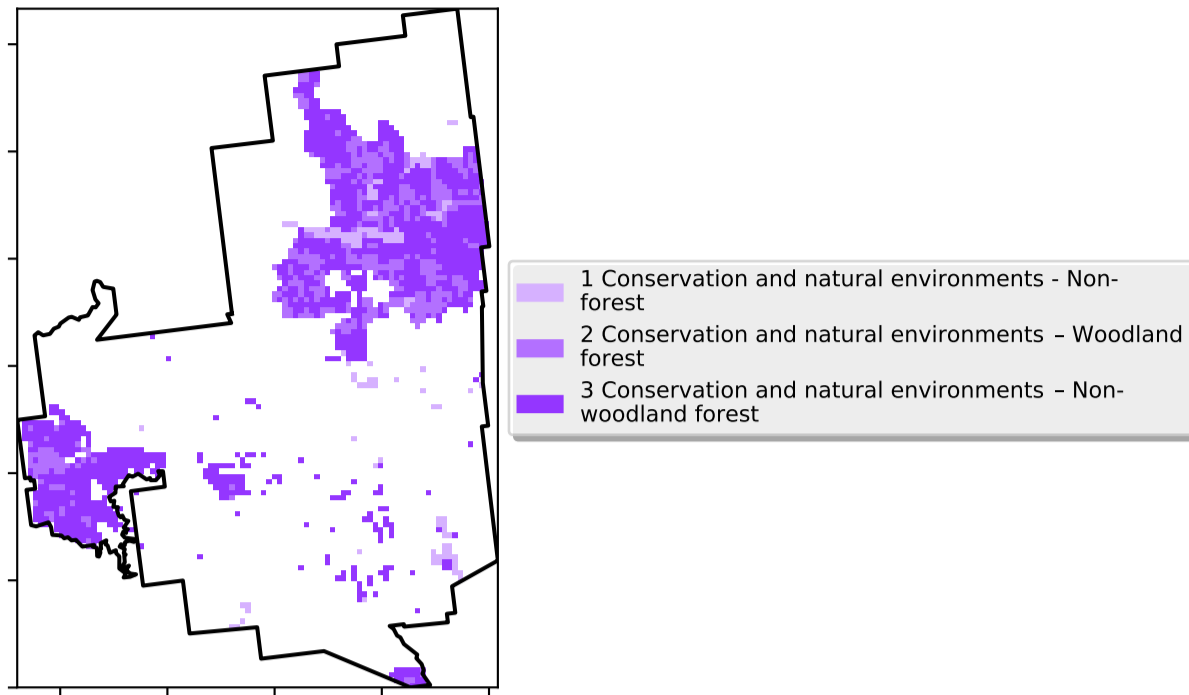 1 Conservation and natural environments - Non-
forest
2 Conservation and natural environments – Woodland
forest
3 Conservation and natural environments – Non-
woodland forest